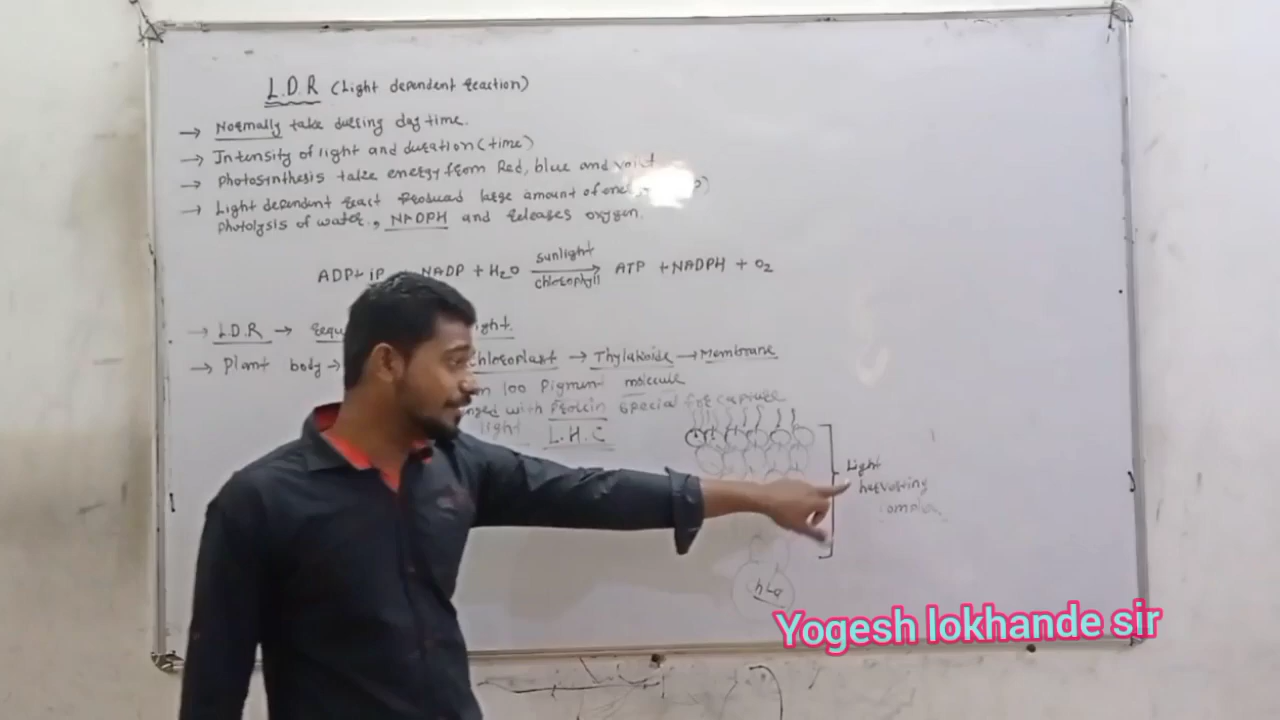 L.D.R (Light dependent reaction)
→ Normally take during day time.
→ Intensity of light and duration (time)
→ Photosynthesis take energy from Red, blue and
→ Light dependent react produced large amount of
photolysis of water, NADPH and releases oxygen.
ADP+ iP NADP + H2O sunlight chlorophyll ATP + NADPH + O2
→ L.D.R →
→ Plant body → Chloroplast → Thylakoide → Membrane
100 pigment molecule
with protein special for capture
light L.H.C
Light
harvesting
complex
Yogesh lokhande sir